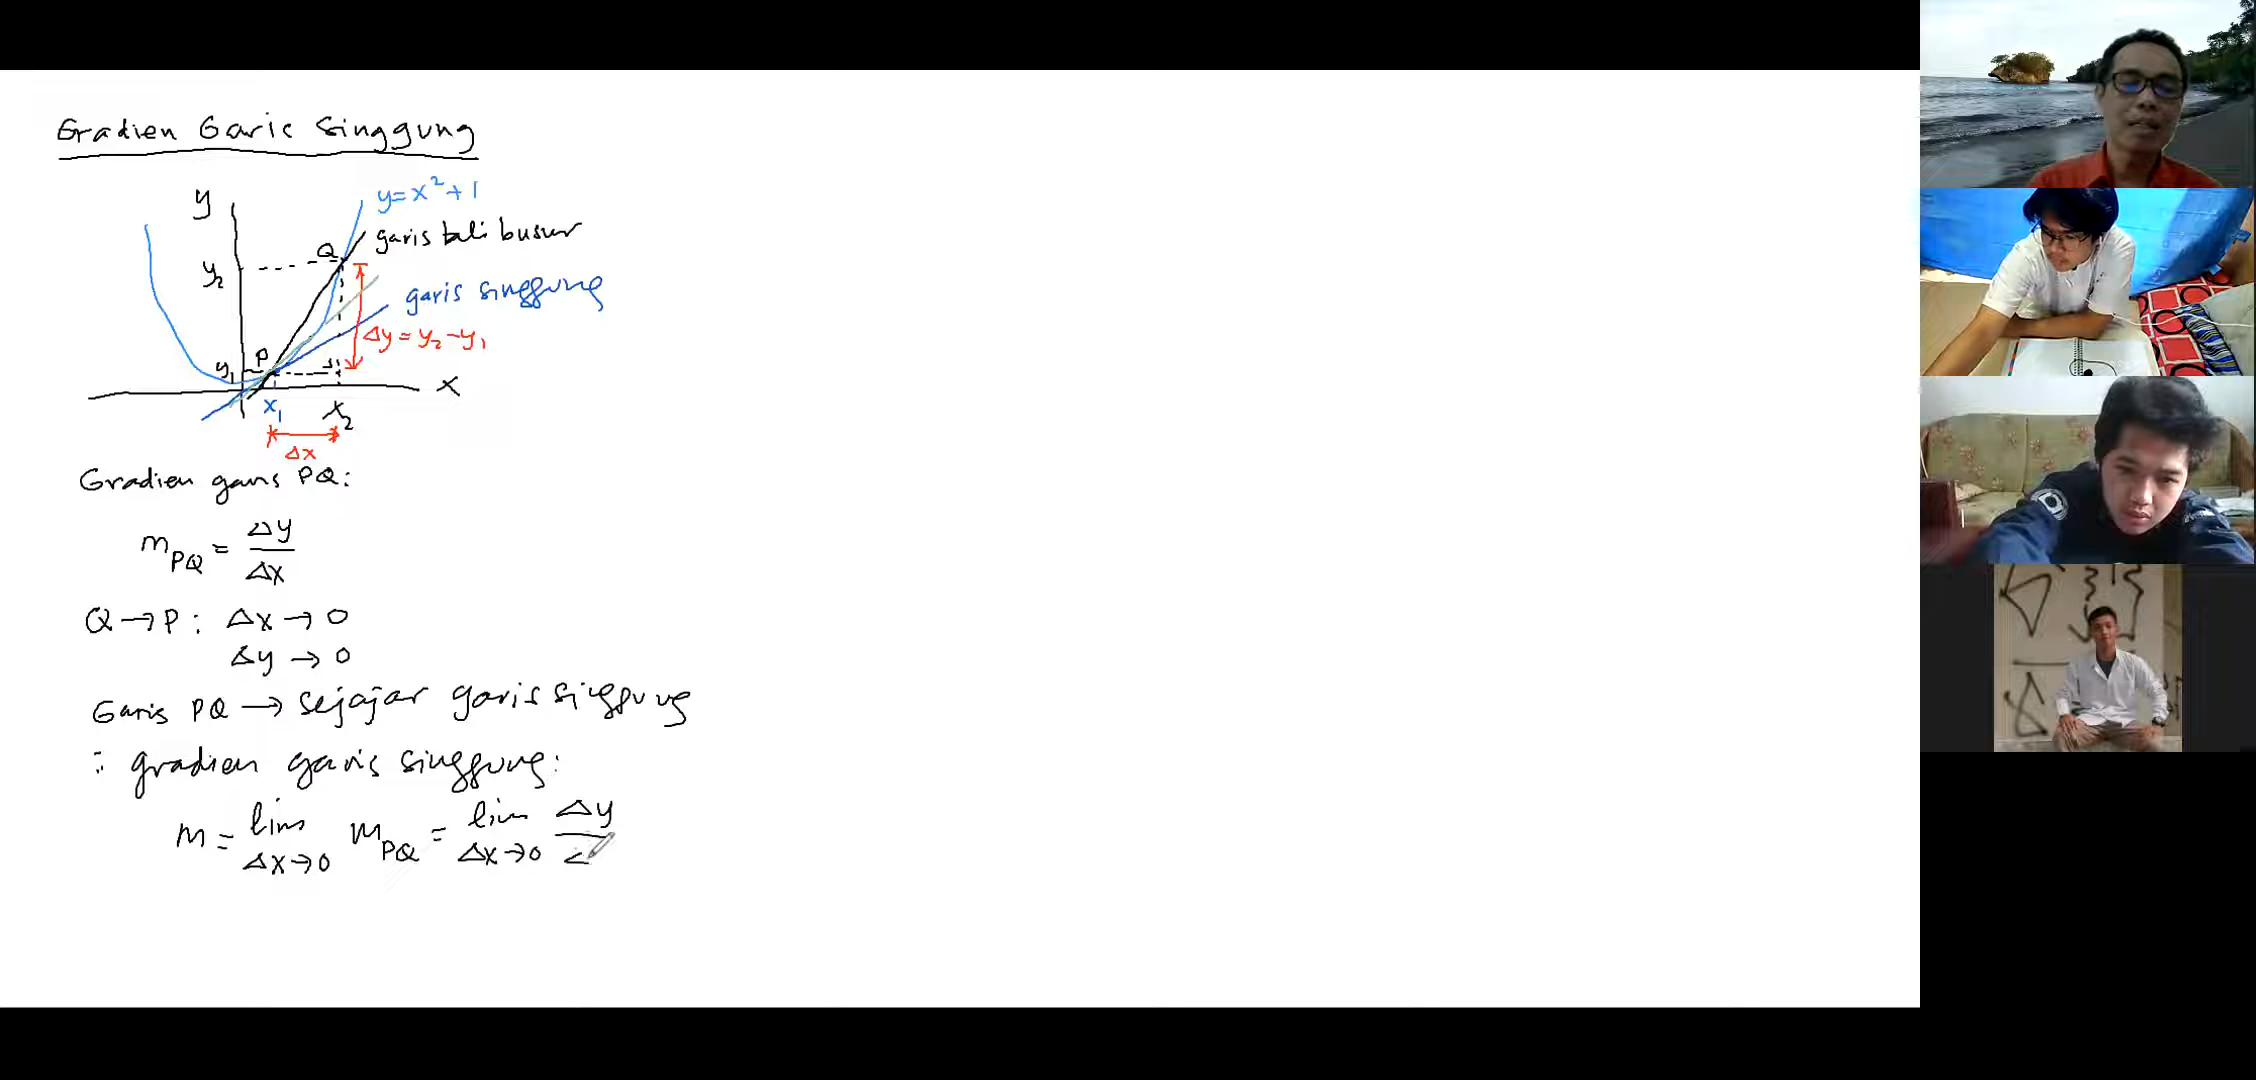 Gradien Garis Singgung
y
y=x²+1
garis tali busur
Q
y₂
garis singgung
Δy = y₂-y₁
P
y₁
x
x₁
x₂
Δx
Gradien garis PQ:
m_PQ = Δy/Δx
Q→P: Δx→0
Δy→0
Garis PQ → sejajar garis singgung
∴ gradien garis singgung:
m = lim Δx→0 m_PQ = lim Δx→0 Δy/